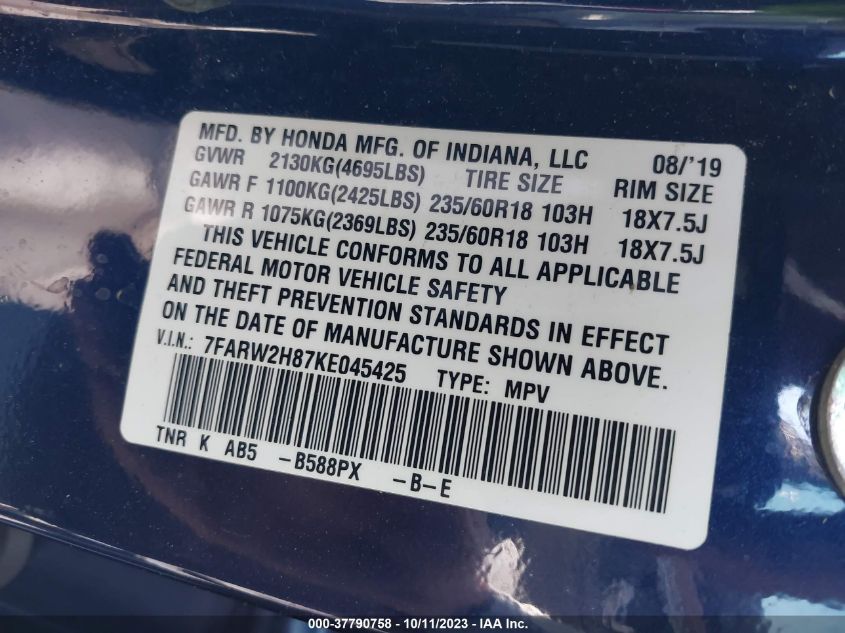 MFD. BY HONDA MFG. OF INDIANA, LLC 08/'19
GVWR 2130KG(4695LBS) TIRE SIZE RIM SIZE
GAWR F 1100KG(2425LBS) 235/60R18 103H 18X7.5J
GAWR R 1075KG(2369LBS) 235/60R18 103H 18X7.5J
THIS VEHICLE CONFORMS TO ALL APPLICABLE
FEDERAL MOTOR VEHICLE SAFETY
AND THEFT PREVENTION STANDARDS IN EFFECT
ON THE DATE OF MANUFACTURE SHOWN ABOVE.
V.I.N.: 7FARW2H87KE045425 TYPE: MPV
TNR K AB5 -B588PX -B-E
000-37790758 - 10/11/2023 - IAA Inc.